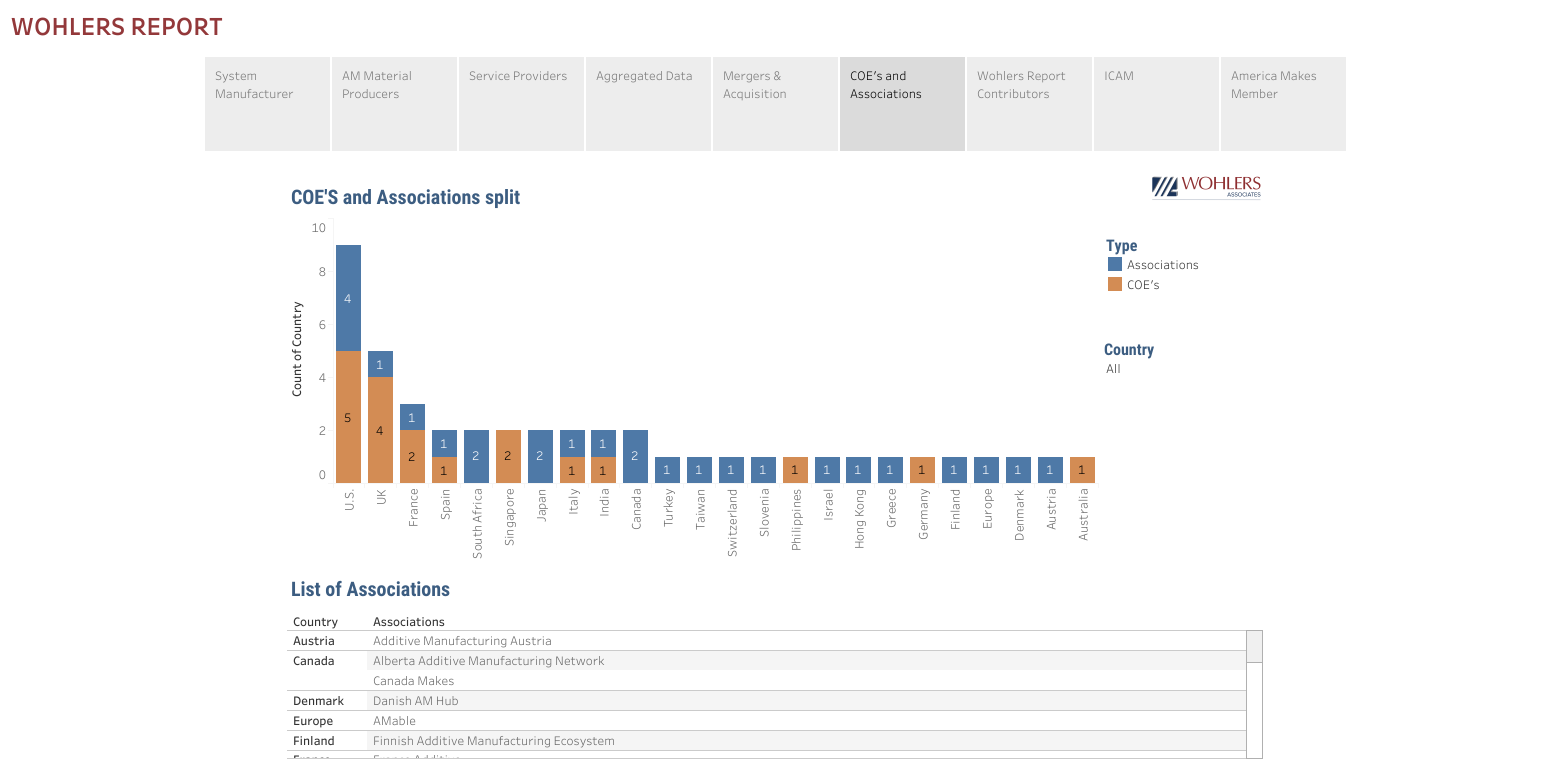 WOHLERS REPORT
System
Manufacturer
AM Material
Producers
Service Providers
Aggregated Data
Mergers &
Acquisition
COE's and
Associations
Wohlers Report
Contributors
ICAM
America Makes
Member
COE'S and Associations split
WOHLERS
ASSOCIATES
Type
Associations
COE's
Country
All
Count of Country
10
8
6
4
2
0
4
5
1
4
1
2
1
1
2
2
2
1
1
1
1
2
1
1
1
1
1
1
1
1
1
1
1
1
1
1
U.S.
UK
France
Spain
South Africa
Singapore
Japan
Italy
India
Canada
Turkey
Taiwan
Switzerland
Slovenia
Philippines
Israel
Hong Kong
Greece
Germany
Finland
Europe
Denmark
Austria
Australia
List of Associations
Country Associations
Austria Additive Manufacturing Austria
Canada Alberta Additive Manufacturing Network
Canada Makes
Denmark Danish AM Hub
Europe AMable
Finland Finnish Additive Manufacturing Ecosystem
France France Additive